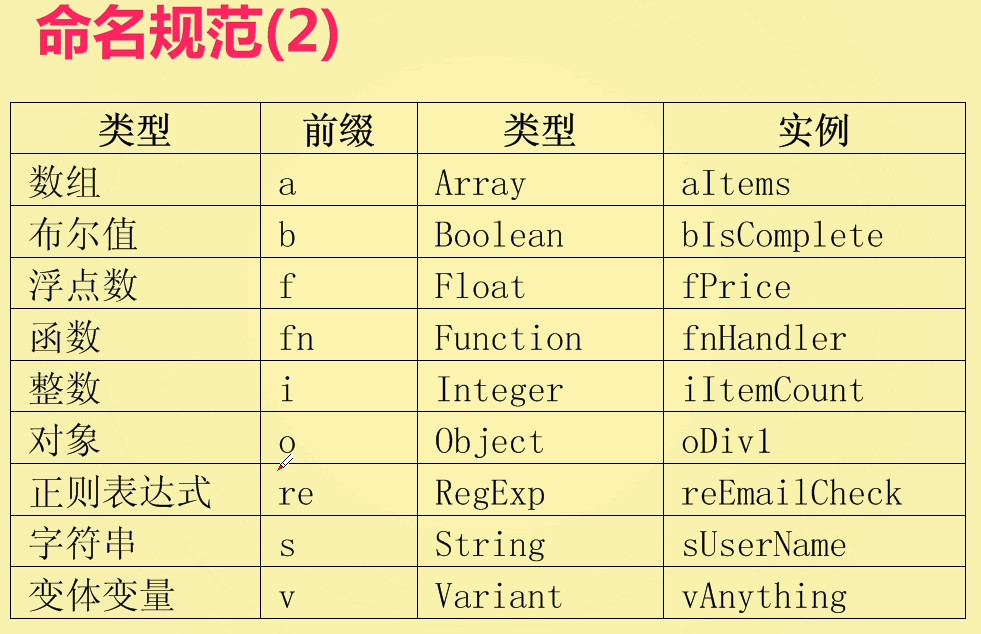 命名规范(2)
类型 前缀 类型 实例
数组 a Array aItems
布尔值 b Boolean bIsComplete
浮点数 f Float fPrice
函数 fn Function fnHandler
整数 i Integer iItemCount
对象 o Object oDiv1
正则表达式 re RegExp reEmailCheck
字符串 s String sUserName
变体变量 v Variant vAnything